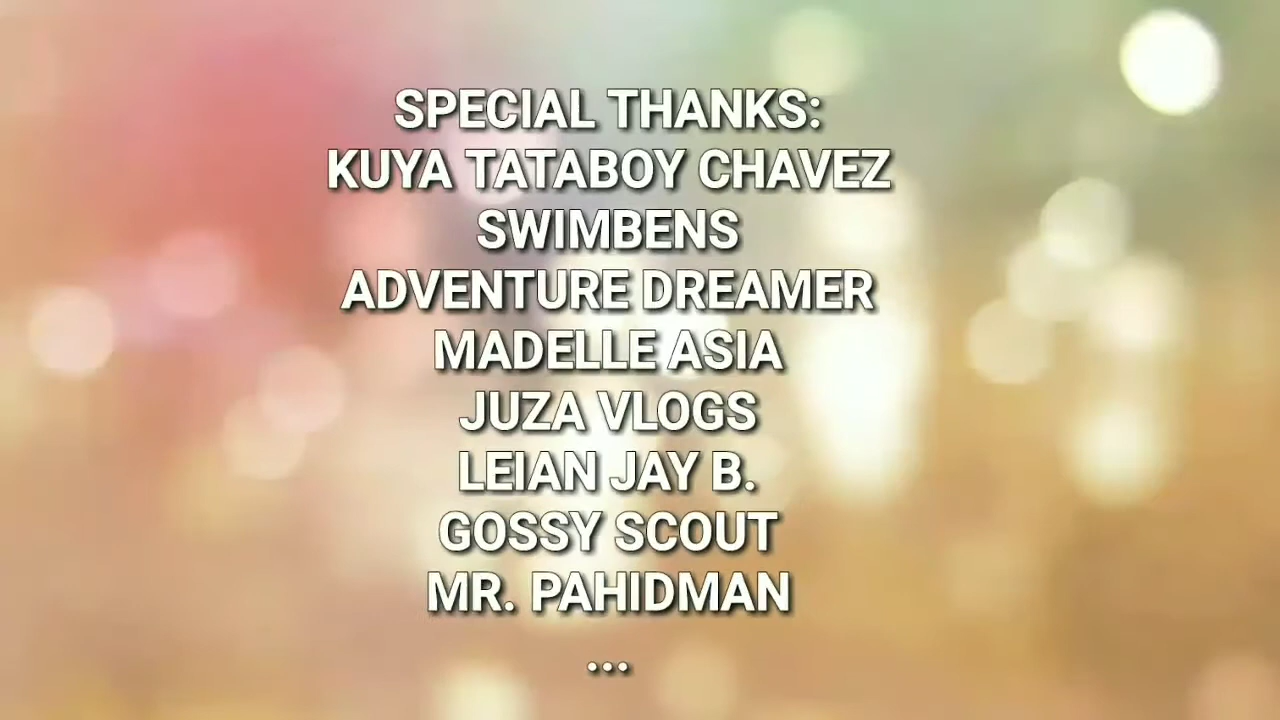 SPECIAL THANKS:
KUYA TATABOY CHAVEZ
SWIMBENS
ADVENTURE DREAMER
MADELLE ASIA
JUZA VLOGS
LEIAN JAY B.
GOSSY SCOUT
MR. PAHIDMAN
...